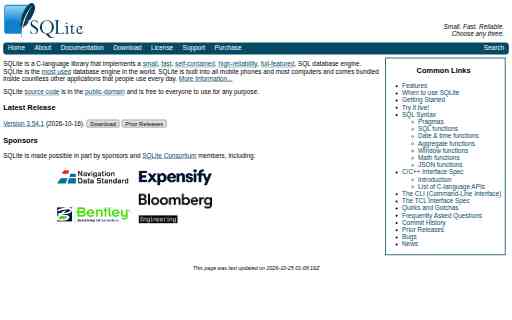 SQLite
Small. Fast. Reliable.
Choose any three.
Home About Documentation Download License Support Purchase Search
SQLite is a C-language library that implements a small, fast, self-contained, high-reliability, full-featured, SQL database engine.
SQLite is the most used database engine in the world. SQLite is built into all mobile phones and most computers and comes bundled
inside countless other applications that people use every day. More Information...
SQLite source code is in the public-domain and is free to everyone to use for any purpose.
Latest Release
Version 3.54.1 (2026-10-16). Download Prior Releases
Sponsors
SQLite is made possible in part by sponsors and SQLite Consortium members, including:
Navigation
Data Standard
Expensify
Bentley
Bloomberg
Engineering
Common Links
Features
When to use SQLite
Getting Started
Try it live!
SQL Syntax
Pragmas
SQL functions
Date & time functions
Aggregate functions
Window functions
Math functions
JSON functions
C/C++ Interface Spec
Introduction
List of C-language APIs
The CLI (Command-Line Interface)
The TCL Interface Spec
Quirks and Gotchas
Frequently Asked Questions
Commit History
Prior Releases
Bugs
News
This page was last updated on 2026-10-25 01:09:16Z